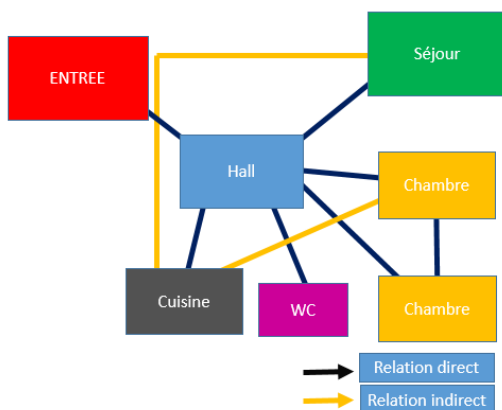 ENTREE
Séjour
Hall
Chambre
Cuisine
WC
Chambre
Relation direct
Relation indirect